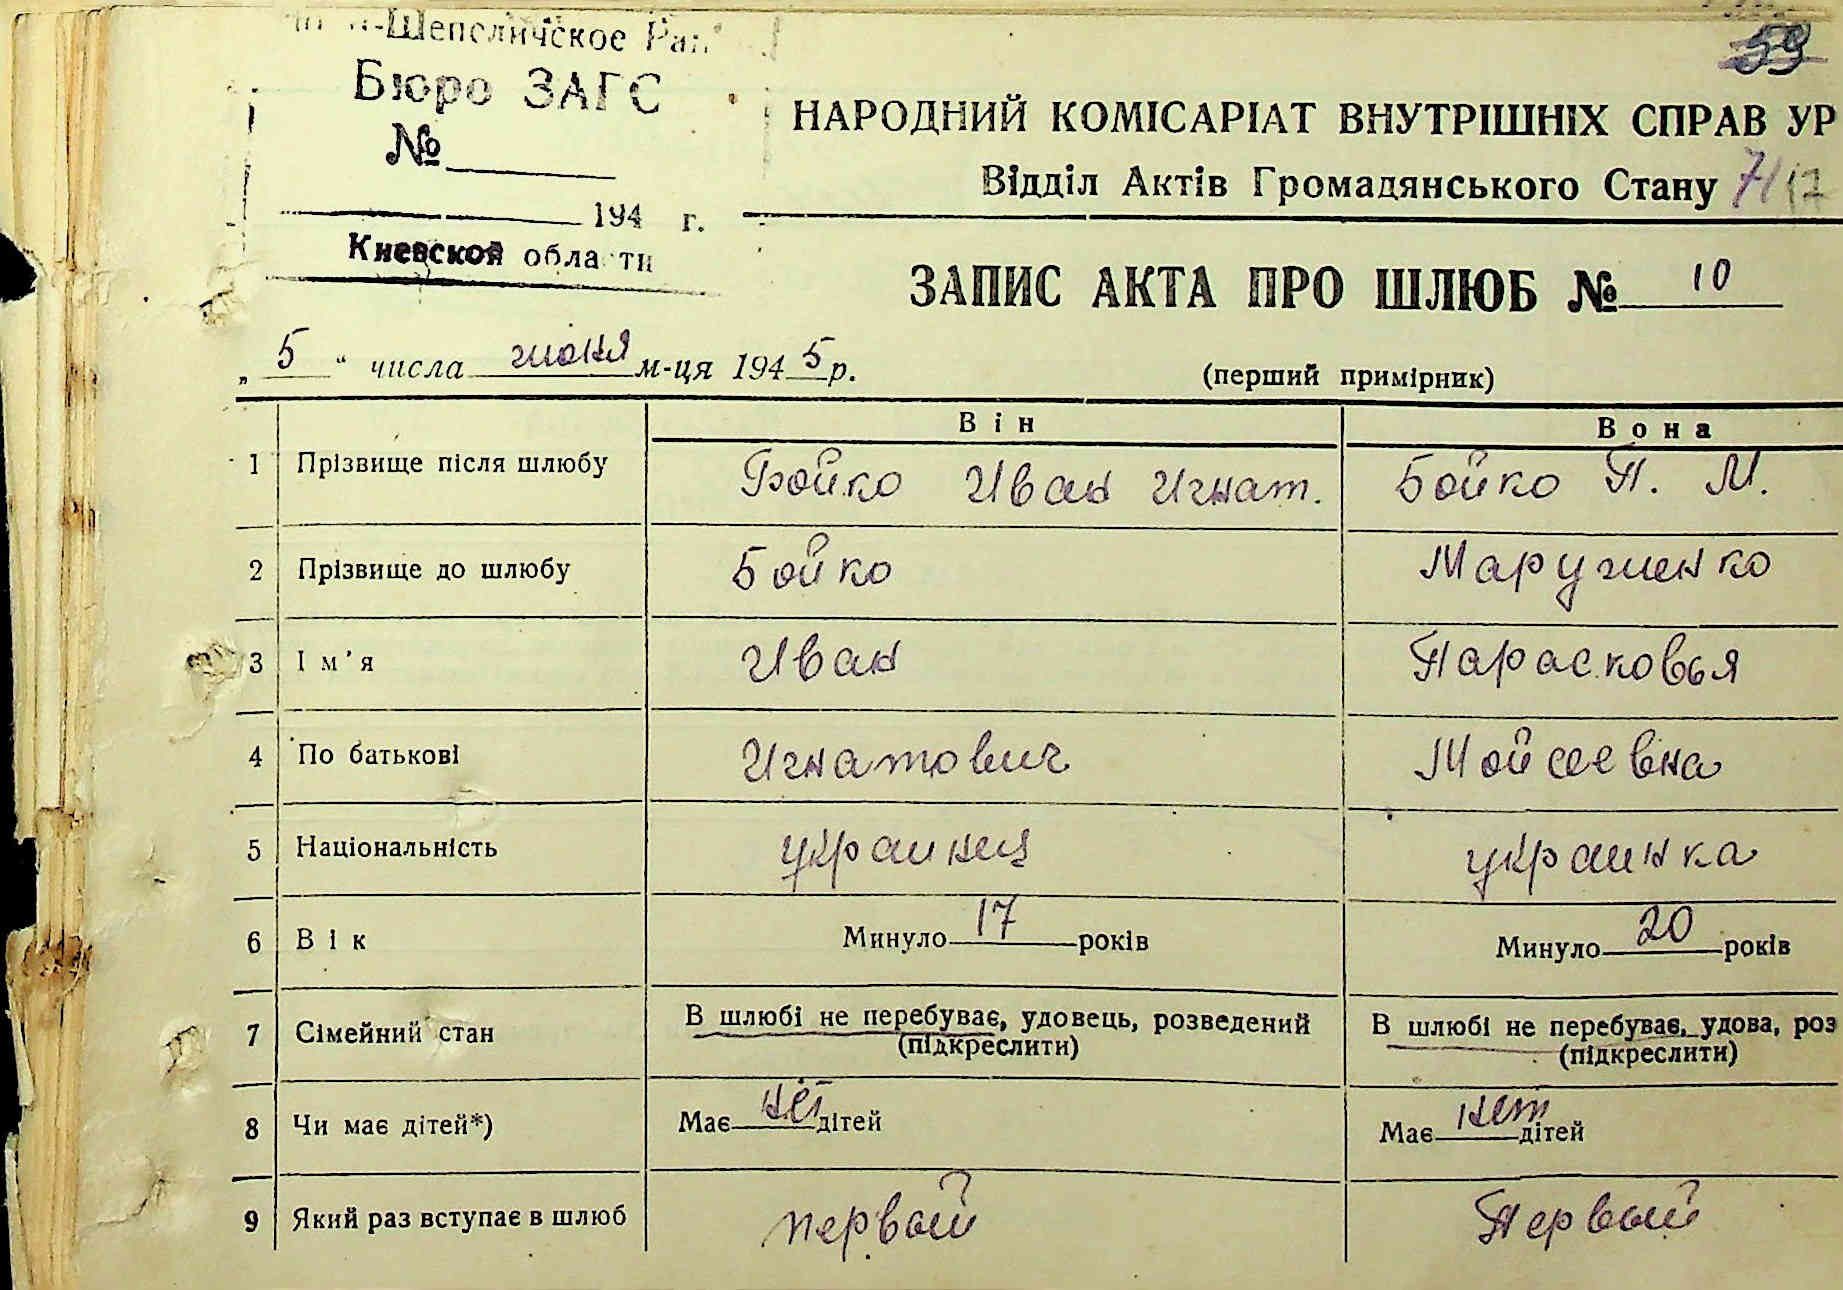 -Шепеличское
59
Бюро ЗАГС
№
194 г.
Киевской области
НАРОДНИЙ КОМІСАРІАТ ВНУТРІШНІХ СПРАВ УР
Відділ Актів Громадянського Стану 71
ЗАПИС АКТА ПРО ШЛЮБ № 10
„ 5 “ числа июня м-ця 1945 р.
(перший примірник)
Він Вона
1 Прізвище після шлюбу Бойко Иван Игнат. Бойко П. М.
2 Прізвище до шлюбу Бойко
3 Ім’я Иван Парасковья
4 По батькові Игнатович Мойсеевна
5 Національність украинец украинка
6 Вік Минуло 17 років Минуло 20 років
7 Сімейний стан В шлюбі не перебуває, удовець, розведений В шлюбі не перебуває, удова, роз
(підкреслити) (підкреслити)
8 Чи має дітей*) Має нет дітей Має нет дітей
9 Який раз вступає в шлюб первый Первый